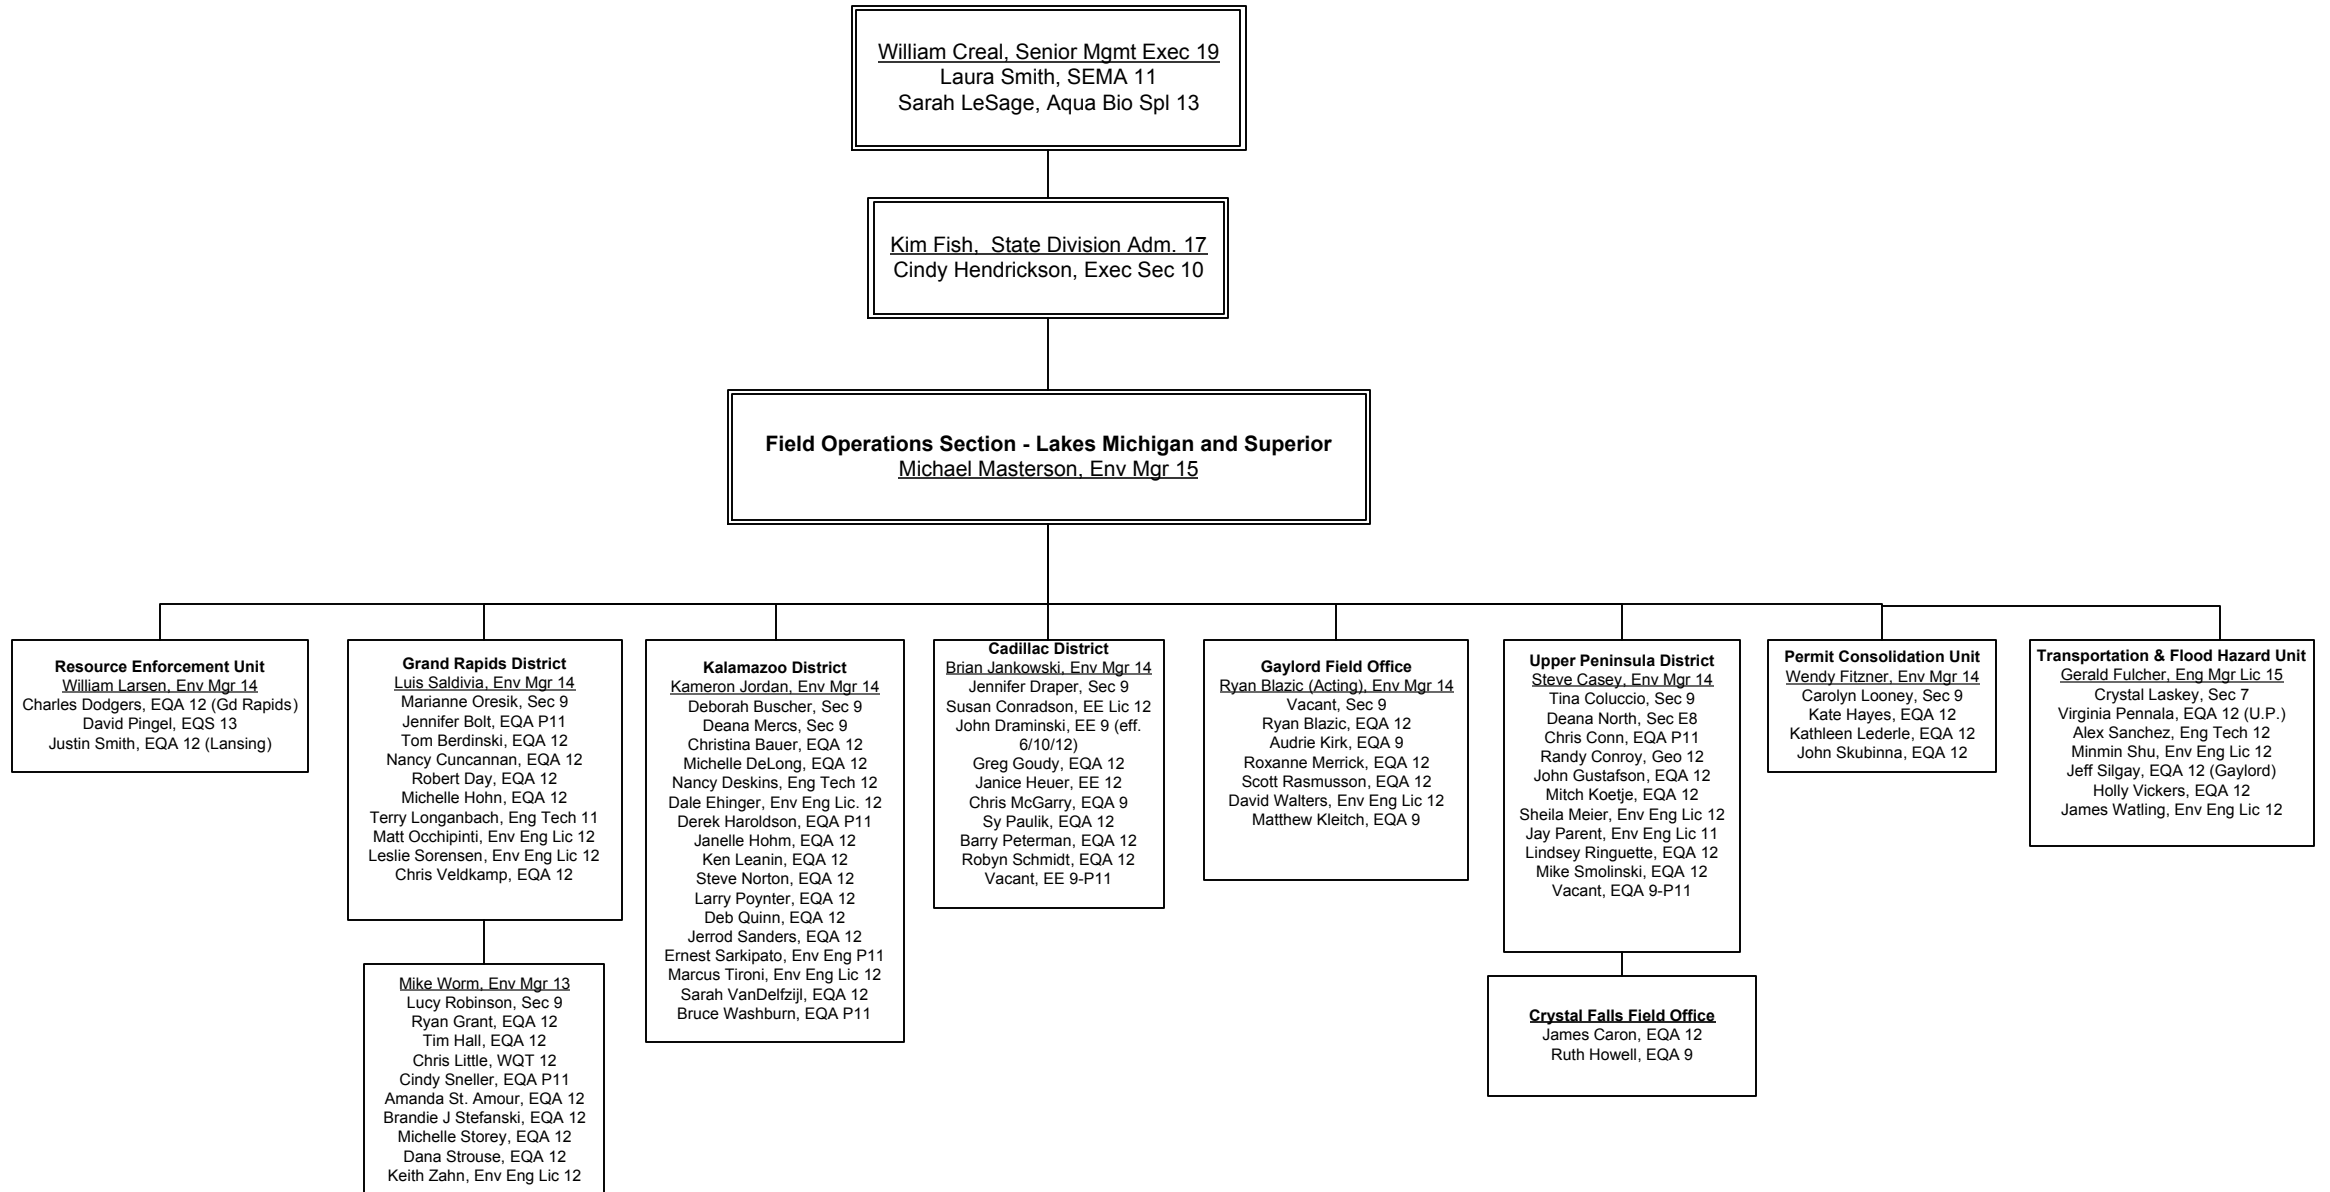 William Creal, Senior Mgmt Exec 19
Laura Smith, SEMA 11
Sarah LeSage, Aqua Bio Spl 13
Kim Fish,  State Division Adm. 17
Cindy Hendrickson, Exec Sec 10
Field Operations Section - Lakes Michigan and Superior
Michael Masterson, Env Mgr 15
Resource Enforcement Unit
William Larsen, Env Mgr 14
Charles Dodgers, EQA 12 (Gd Rapids)
David Pingel, EQS 13
Justin Smith, EQA 12 (Lansing)
Grand Rapids District
Luis Saldivia, Env Mgr 14
Marianne Oresik, Sec 9
Jennifer Bolt, EQA P11
Tom Berdinski, EQA 12
Nancy Cuncannan, EQA 12
Robert Day, EQA 12
Michelle Hohn, EQA 12
Terry Longanbach, Eng Tech 11
Matt Occhipinti, Env Eng Lic 12
Leslie Sorensen, Env Eng Lic 12
Chris Veldkamp, EQA 12
Mike Worm, Env Mgr 13
Lucy Robinson, Sec 9
Ryan Grant, EQA 12
Tim Hall, EQA 12
Chris Little, WQT 12
Cindy Sneller, EQA P11
Amanda St. Amour, EQA 12
Brandie J Stefanski, EQA 12
Michelle Storey, EQA 12
Dana Strouse, EQA 12
Keith Zahn, Env Eng Lic 12
Kalamazoo District
Kameron Jordan, Env Mgr 14
Deborah Buscher, Sec 9
Deana Mercs, Sec 9
Christina Bauer, EQA 12
Michelle DeLong, EQA 12
Nancy Deskins, Eng Tech 12
Dale Ehinger, Env Eng Lic. 12
Derek Haroldson, EQA P11
Janelle Hohm, EQA 12
Ken Leanin, EQA 12
Steve Norton, EQA 12
Larry Poynter, EQA 12
Deb Quinn, EQA 12
Jerrod Sanders, EQA 12
Ernest Sarkipato, Env Eng P11
Marcus Tironi, Env Eng Lic 12
Sarah VanDelfzijl, EQA 12
Bruce Washburn, EQA P11
Cadillac District
Brian Jankowski, Env Mgr 14
Jennifer Draper, Sec 9
Susan Conradson, EE Lic 12
John Draminski, EE 9 (eff.
6/10/12)
Greg Goudy, EQA 12
Janice Heuer, EE 12
Chris McGarry, EQA 9
Sy Paulik, EQA 12
Barry Peterman, EQA 12
Robyn Schmidt, EQA 12
Vacant, EE 9-P11
Gaylord Field Office
Ryan Blazic (Acting), Env Mgr 14
Vacant, Sec 9
Ryan Blazic, EQA 12
Audrie Kirk, EQA 9
Roxanne Merrick, EQA 12
Scott Rasmusson, EQA 12
David Walters, Env Eng Lic 12
Matthew Kleitch, EQA 9
Upper Peninsula District
Steve Casey, Env Mgr 14
Tina Coluccio, Sec 9
Deana North, Sec E8
Chris Conn, EQA P11
Randy Conroy, Geo 12
John Gustafson, EQA 12
Mitch Koetje, EQA 12
Sheila Meier, Env Eng Lic 12
Jay Parent, Env Eng Lic 11
Lindsey Ringuette, EQA 12
Mike Smolinski, EQA 12
Vacant, EQA 9-P11
Crystal Falls Field Office
James Caron, EQA 12
Ruth Howell, EQA 9
Permit Consolidation Unit
Wendy Fitzner, Env Mgr 14
Carolyn Looney, Sec 9
Kate Hayes, EQA 12
Kathleen Lederle, EQA 12
John Skubinna, EQA 12
Transportation & Flood Hazard Unit
Gerald Fulcher, Eng Mgr Lic 15
Crystal Laskey, Sec 7
Virginia Pennala, EQA 12 (U.P.)
Alex Sanchez, Eng Tech 12
Minmin Shu, Env Eng Lic 12
Jeff Silgay, EQA 12 (Gaylord)
Holly Vickers, EQA 12
James Watling, Env Eng Lic 12